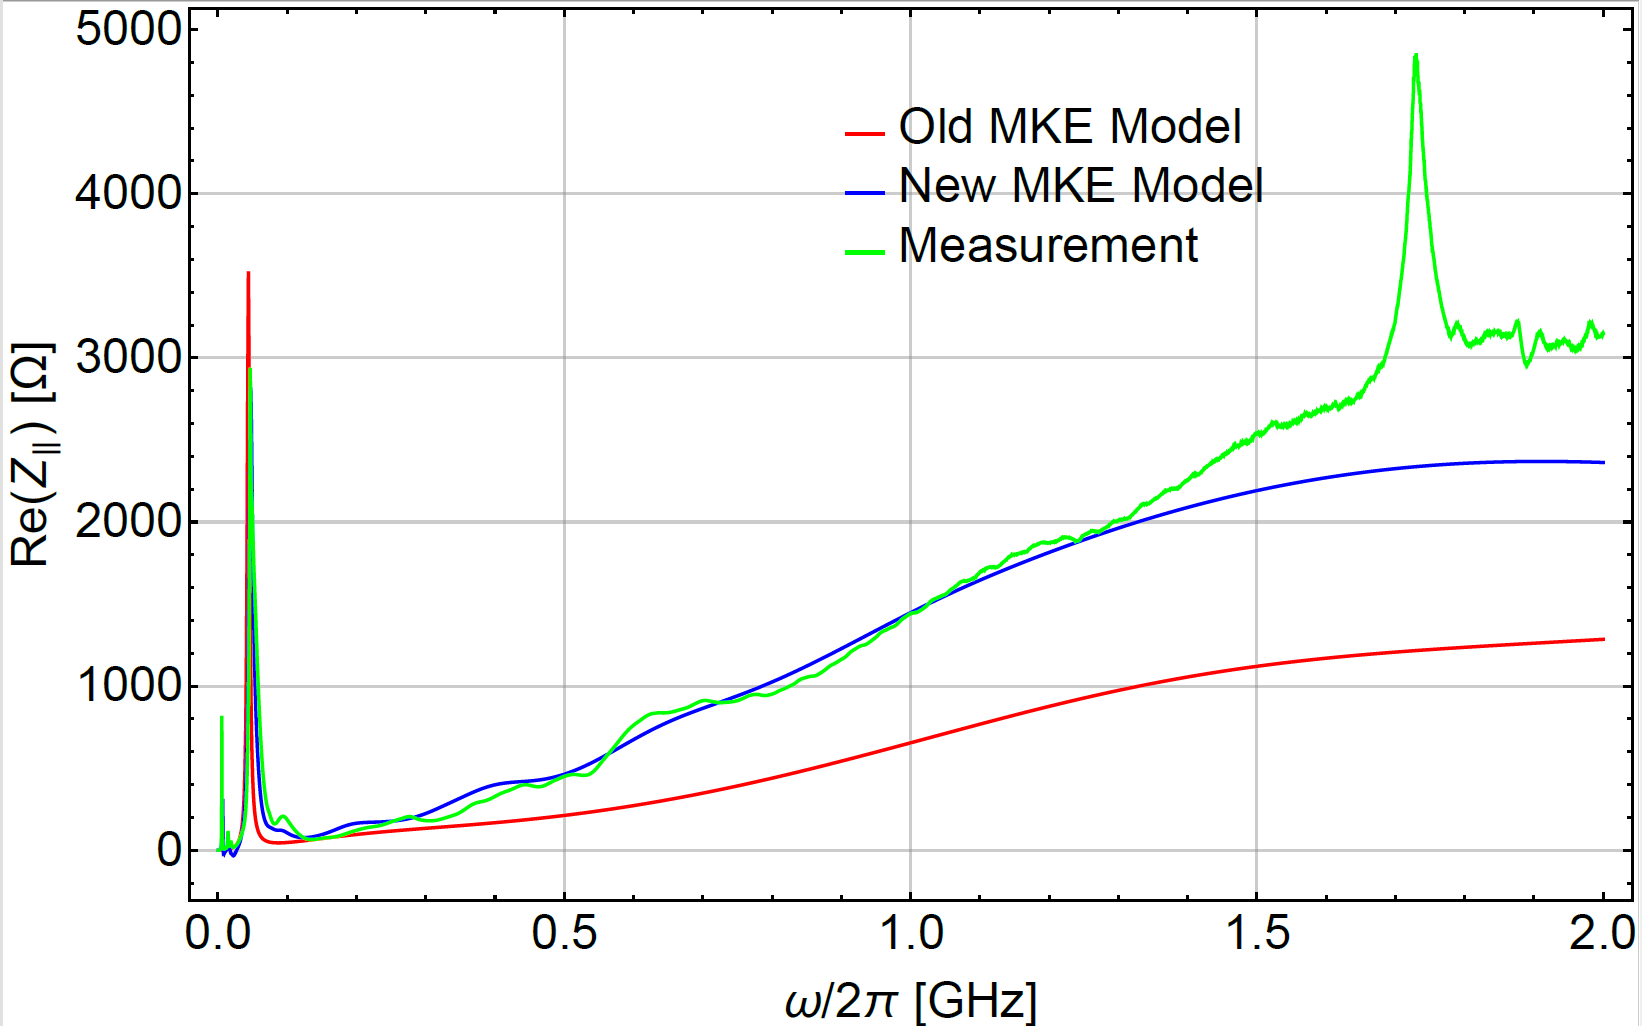 5000
4000
3000
2000
1000
0
Re(Z||) [Ω]
Old MKE Model
New MKE Model
Measurement
0.0 0.5 1.0 1.5 2.0
ω/2π [GHz]